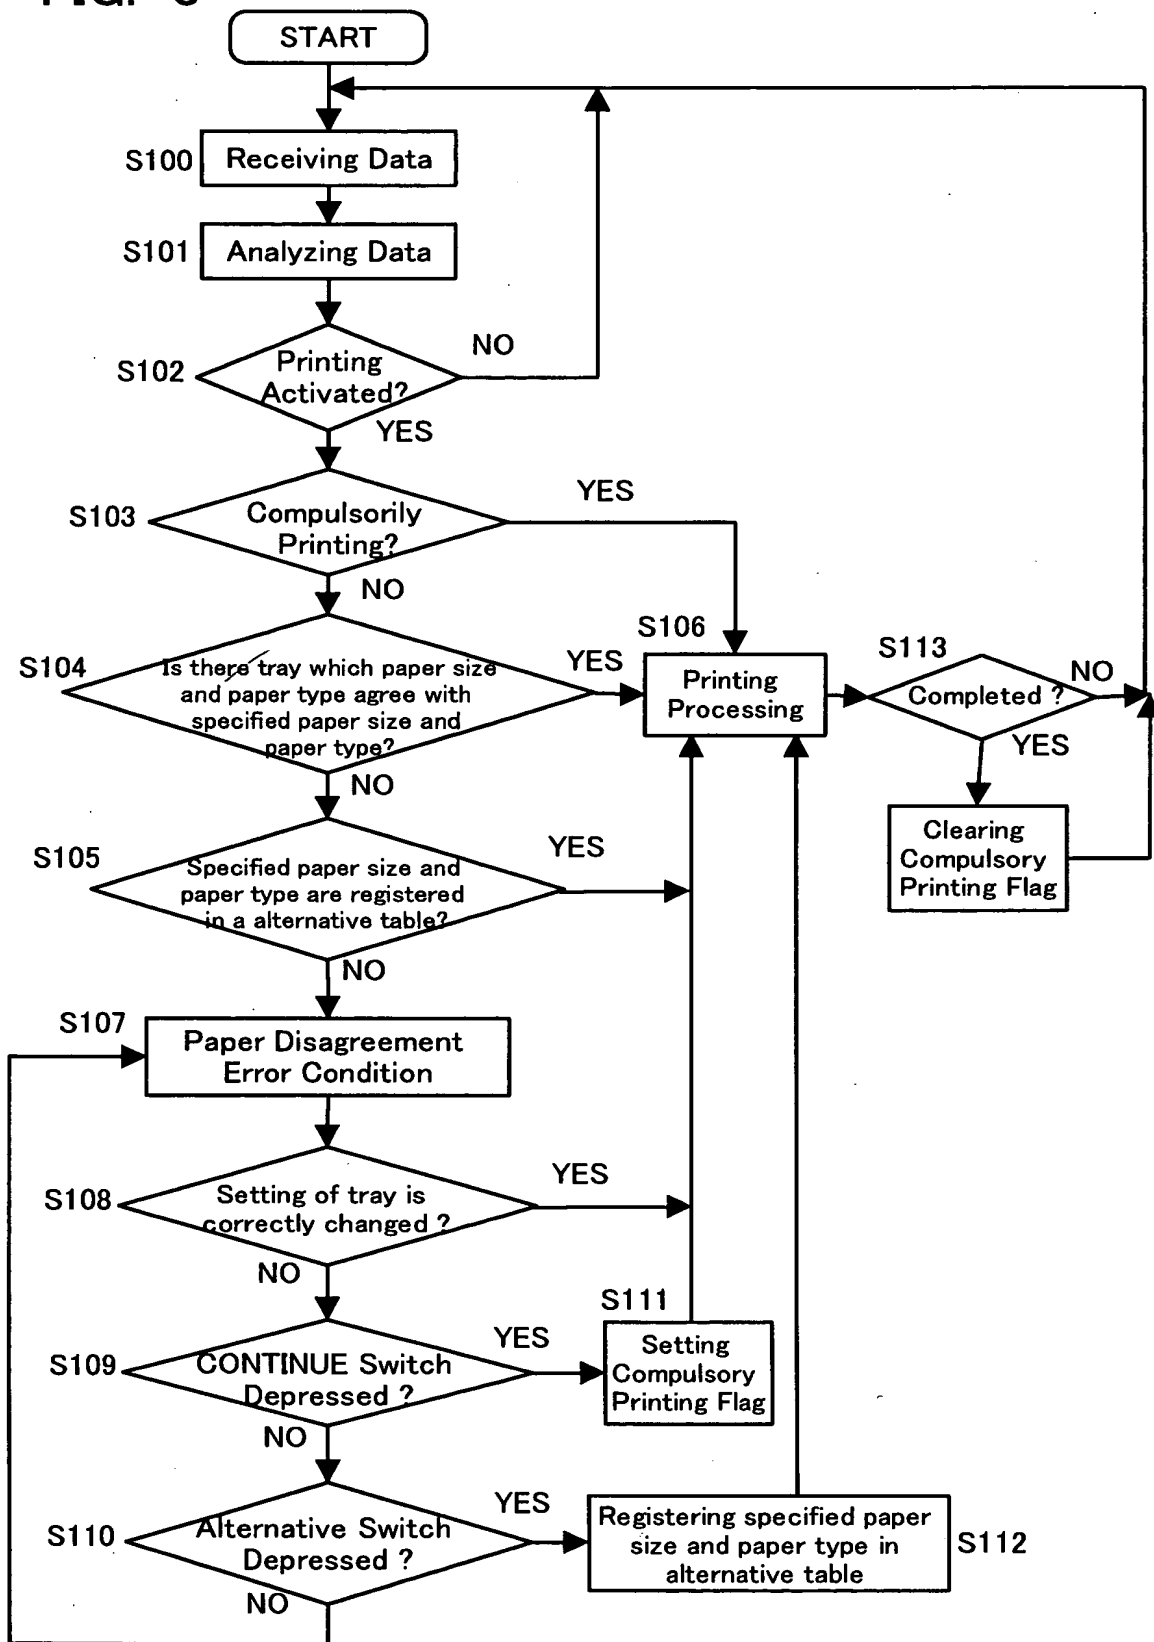 START
S100
Receiving Data
S101
Analyzing Data
S102
Printing
Activated?
NO
YES
S103
Compulsorily
Printing?
YES
NO
S104
Is there tray which paper size
and paper type agree with
specified paper size and
paper type?
YES
NO
S106
Printing
Processing
S113
Completed ?
NO
YES
Clearing
Compulsory
Printing Flag
S105
Specified paper size and
paper type are registered
in a alternative table?
YES
NO
S107
Paper Disagreement
Error Condition
S108
Setting of tray is
correctly changed ?
YES
NO
S109
CONTINUE Switch
Depressed ?
YES
NO
S111
Setting
Compulsory
Printing Flag
S110
Alternative Switch
Depressed ?
YES
NO
Registering specified paper
size and paper type in
alternative table
S112